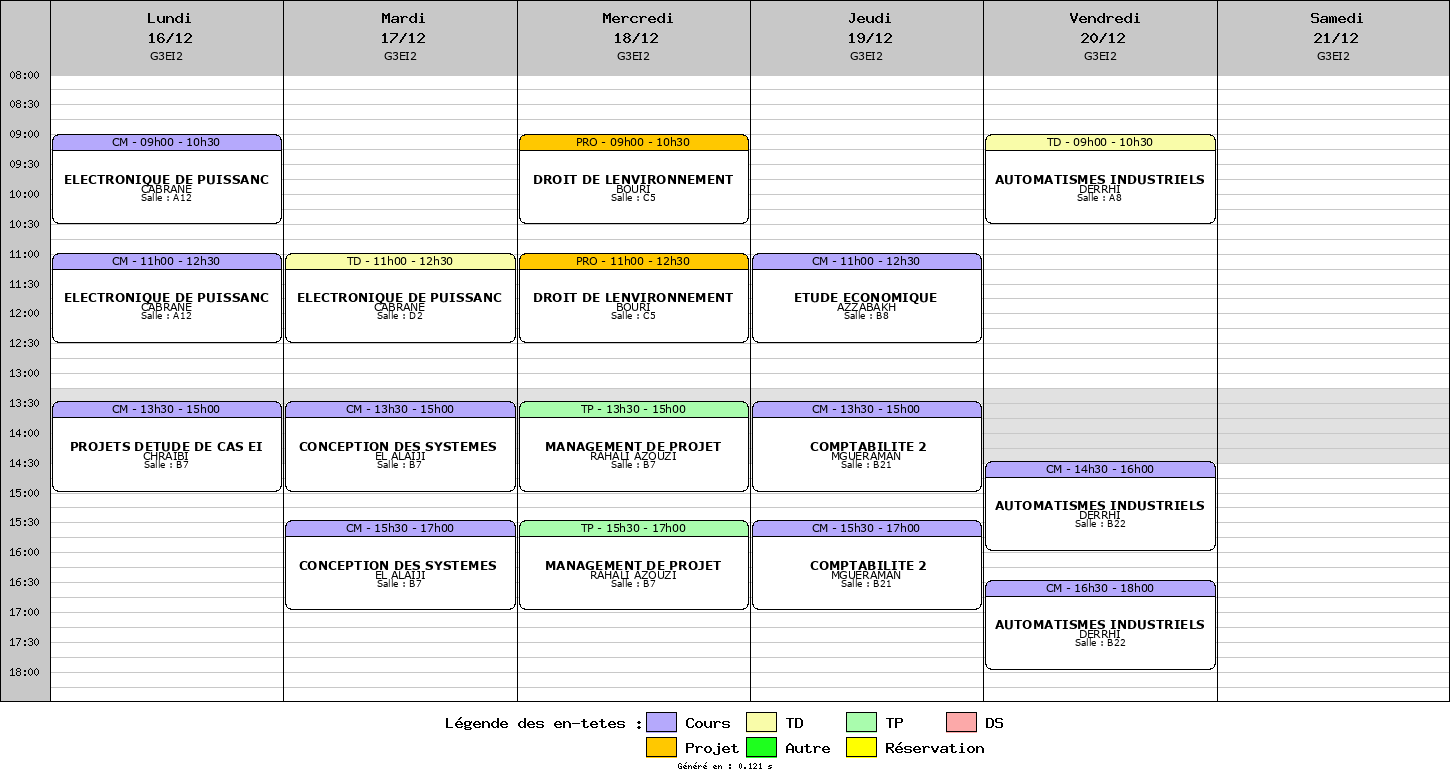 Lundi
16/12
G3EI2
Mardi
17/12
G3EI2
Mercredi
18/12
G3EI2
Jeudi
19/12
G3EI2
Vendredi
20/12
G3EI2
Samedi
21/12
G3EI2
08:00
08:30
09:00
09:30
10:00
10:30
11:00
11:30
12:00
12:30
13:00
13:30
14:00
14:30
15:00
15:30
16:00
16:30
17:00
17:30
18:00
CM - 09h00 - 10h30
ELECTRONIQUE DE PUISSANC
CABRANE
Salle : A12
CM - 11h00 - 12h30
ELECTRONIQUE DE PUISSANC
CABRANE
Salle : A12
CM - 13h30 - 15h00
PROJETS DETUDE DE CAS EI
CHRAIBI
Salle : B7
TD - 11h00 - 12h30
ELECTRONIQUE DE PUISSANC
CABRANE
Salle : D2
CM - 13h30 - 15h00
CONCEPTION DES SYSTEMES
EL ALAIJI
Salle : B7
CM - 15h30 - 17h00
CONCEPTION DES SYSTEMES
EL ALAIJI
Salle : B7
PRO - 09h00 - 10h30
DROIT DE LENVIRONNEMENT
BOURI
Salle : C5
PRO - 11h00 - 12h30
DROIT DE LENVIRONNEMENT
BOURI
Salle : C5
TP - 13h30 - 15h00
MANAGEMENT DE PROJET
RAHALI AZOUZI
Salle : B7
TP - 15h30 - 17h00
MANAGEMENT DE PROJET
RAHALI AZOUZI
Salle : B7
CM - 11h00 - 12h30
ETUDE ECONOMIQUE
AZZABAKH
Salle : B8
CM - 13h30 - 15h00
COMPTABILITE 2
MGUERAMAN
Salle : B21
CM - 15h30 - 17h00
COMPTABILITE 2
MGUERAMAN
Salle : B21
TD - 09h00 - 10h30
AUTOMATISMES INDUSTRIELS
DERRHI
Salle : A8
CM - 14h30 - 16h00
AUTOMATISMES INDUSTRIELS
DERRHI
Salle : B22
CM - 16h30 - 18h00
AUTOMATISMES INDUSTRIELS
DERRHI
Salle : B22
Légende des en-tetes : Cours TD TP DS
Projet Autre Réservation
Généré en : 0.121 s